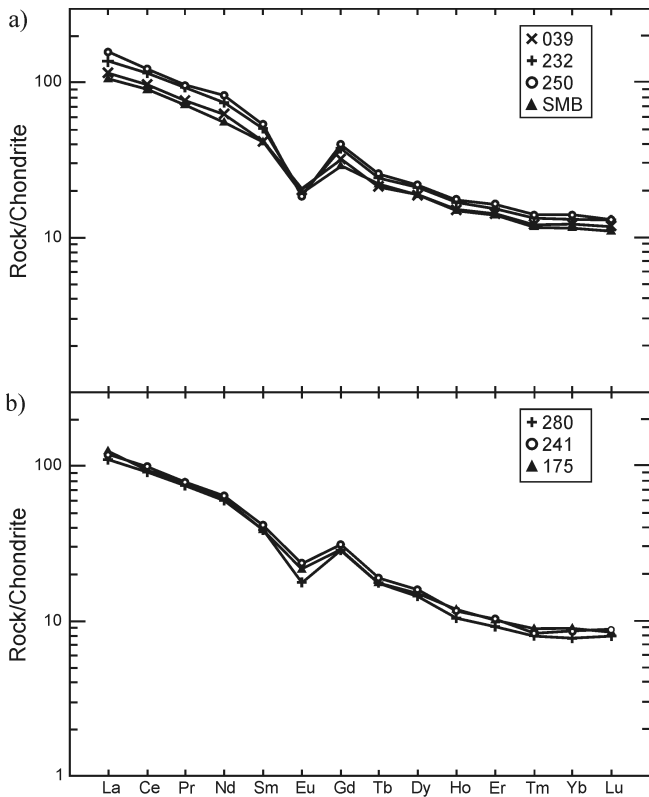 a)
039
232
250
SMB
100
10
Rock/Chondrite
b)
280
241
175
100
10
1
Rock/Chondrite
La Ce Pr Nd Sm Eu Gd Tb Dy Ho Er Tm Yb Lu